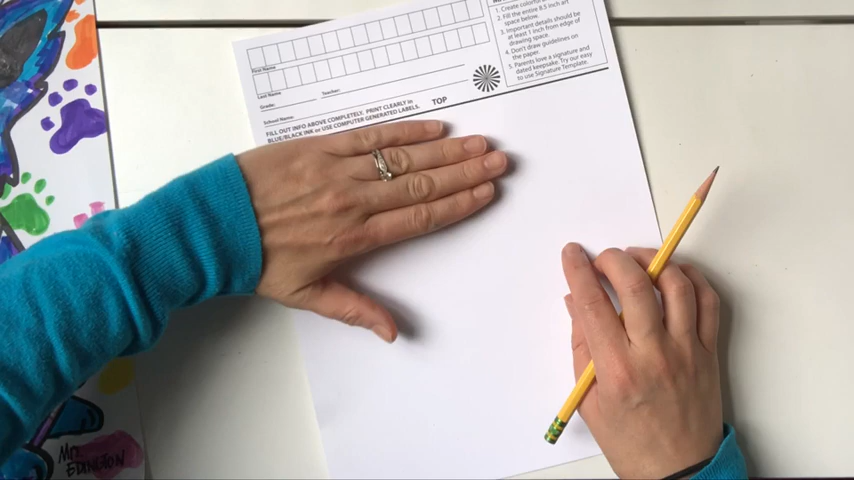 1. Create colorful
2. Fill the entire 8.5 inch art
space below.
3. Important details should be
at least 1 inch from edge of
drawing space.
4. Don't draw guidelines on
the paper.
5. Parents love a signature and
dated keepsake. Try our easy
to use Signature Template.
First Name
Last Name
Grade:
Teacher:
School Name:
TOP
FILL OUT INFO ABOVE COMPLETELY. PRINT CLEARLY in
BLUE/BLACK INK or USE COMPUTER GENERATED LABELS.
Mrs.
EDINGTON